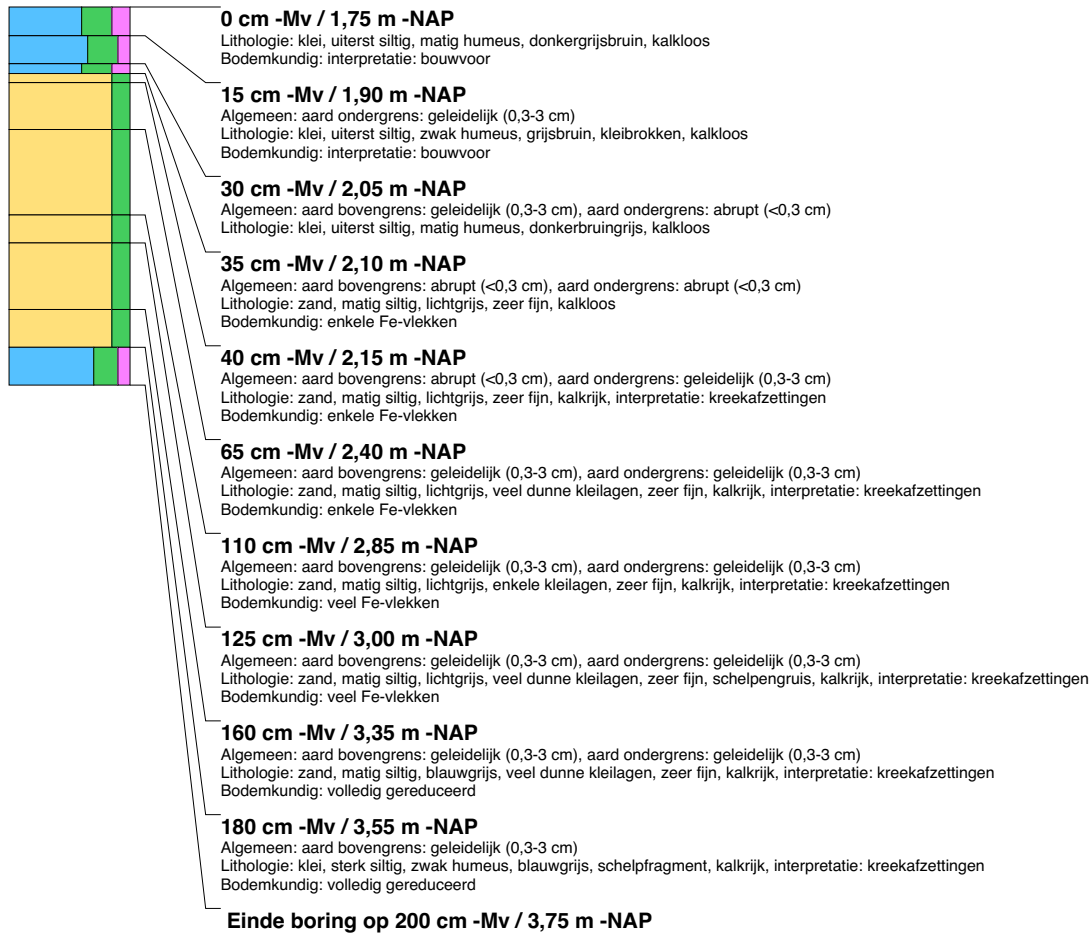 0 cm -Mv / 1,75 m -NAP
Lithologie: klei, uiterst siltig, matig humeus, donkergrijsbruin, kalkloos
Bodemkundig: interpretatie: bouwvoor
15 cm -Mv / 1,90 m -NAP
Algemeen: aard ondergrens: geleidelijk (0,3-3 cm)
Lithologie: klei, uiterst siltig, zwak humeus, grijsbruin, kleibrokken, kalkloos
Bodemkundig: interpretatie: bouwvoor
30 cm -Mv / 2,05 m -NAP
Algemeen: aard bovengrens: geleidelijk (0,3-3 cm), aard ondergrens: abrupt (<0,3 cm)
Lithologie: klei, uiterst siltig, matig humeus, donkerbruingrijs, kalkloos
35 cm -Mv / 2,10 m -NAP
Algemeen: aard bovengrens: abrupt (<0,3 cm), aard ondergrens: abrupt (<0,3 cm)
Lithologie: zand, matig siltig, lichtgrijs, zeer fijn, kalkloos
Bodemkundig: enkele Fe-vlekken
40 cm -Mv / 2,15 m -NAP
Algemeen: aard bovengrens: abrupt (<0,3 cm), aard ondergrens: geleidelijk (0,3-3 cm)
Lithologie: zand, matig siltig, lichtgrijs, zeer fijn, kalkrijk, interpretatie: kreekafzettingen
Bodemkundig: enkele Fe-vlekken
65 cm -Mv / 2,40 m -NAP
Algemeen: aard bovengrens: geleidelijk (0,3-3 cm), aard ondergrens: geleidelijk (0,3-3 cm)
Lithologie: zand, matig siltig, lichtgrijs, veel dunne kleilagen, zeer fijn, kalkrijk, interpretatie: kreekafzettingen
Bodemkundig: enkele Fe-vlekken
110 cm -Mv / 2,85 m -NAP
Algemeen: aard bovengrens: geleidelijk (0,3-3 cm), aard ondergrens: geleidelijk (0,3-3 cm)
Lithologie: zand, matig siltig, lichtgrijs, enkele kleilagen, zeer fijn, kalkrijk, interpretatie: kreekafzettingen
Bodemkundig: veel Fe-vlekken
125 cm -Mv / 3,00 m -NAP
Algemeen: aard bovengrens: geleidelijk (0,3-3 cm), aard ondergrens: geleidelijk (0,3-3 cm)
Lithologie: zand, matig siltig, lichtgrijs, veel dunne kleilagen, zeer fijn, schelpengruis, kalkrijk, interpretatie: kreekafzettingen
Bodemkundig: veel Fe-vlekken
160 cm -Mv / 3,35 m -NAP
Algemeen: aard bovengrens: geleidelijk (0,3-3 cm), aard ondergrens: geleidelijk (0,3-3 cm)
Lithologie: zand, matig siltig, blauwgrijs, veel dunne kleilagen, zeer fijn, kalkrijk, interpretatie: kreekafzettingen
Bodemkundig: volledig gereduceerd
180 cm -Mv / 3,55 m -NAP
Algemeen: aard bovengrens: geleidelijk (0,3-3 cm)
Lithologie: klei, sterk siltig, zwak humeus, blauwgrijs, schelpfragment, kalkrijk, interpretatie: kreekafzettingen
Bodemkundig: volledig gereduceerd
Einde boring op 200 cm -Mv / 3,75 m -NAP